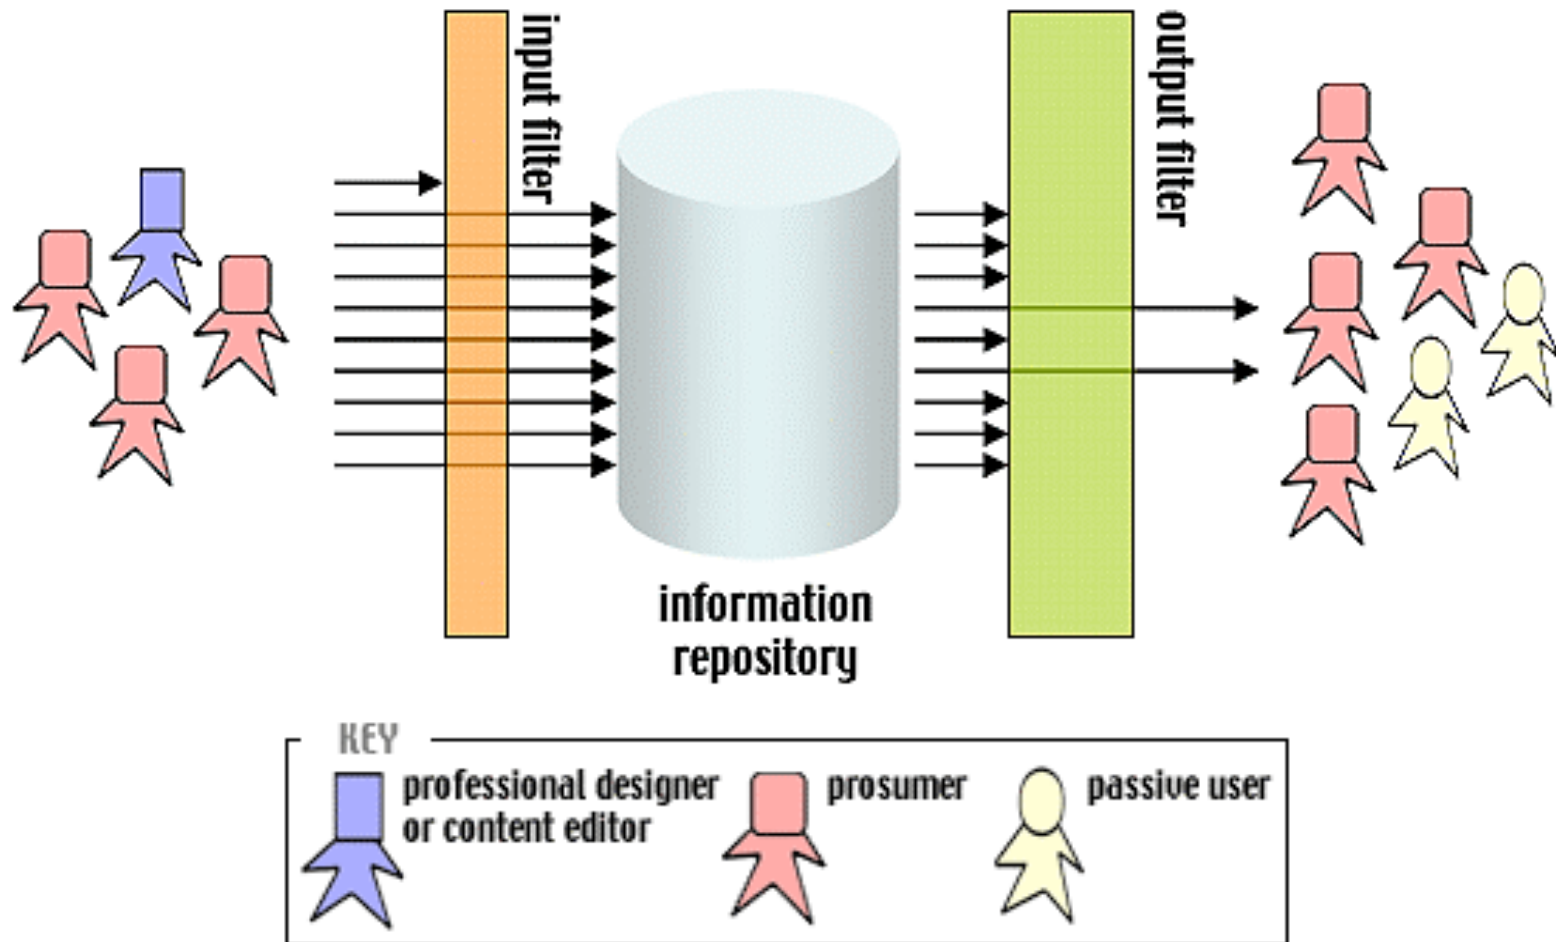 input filter
output filter
information
repository
KEY
professional designer
or content editor
prosumer
passive user